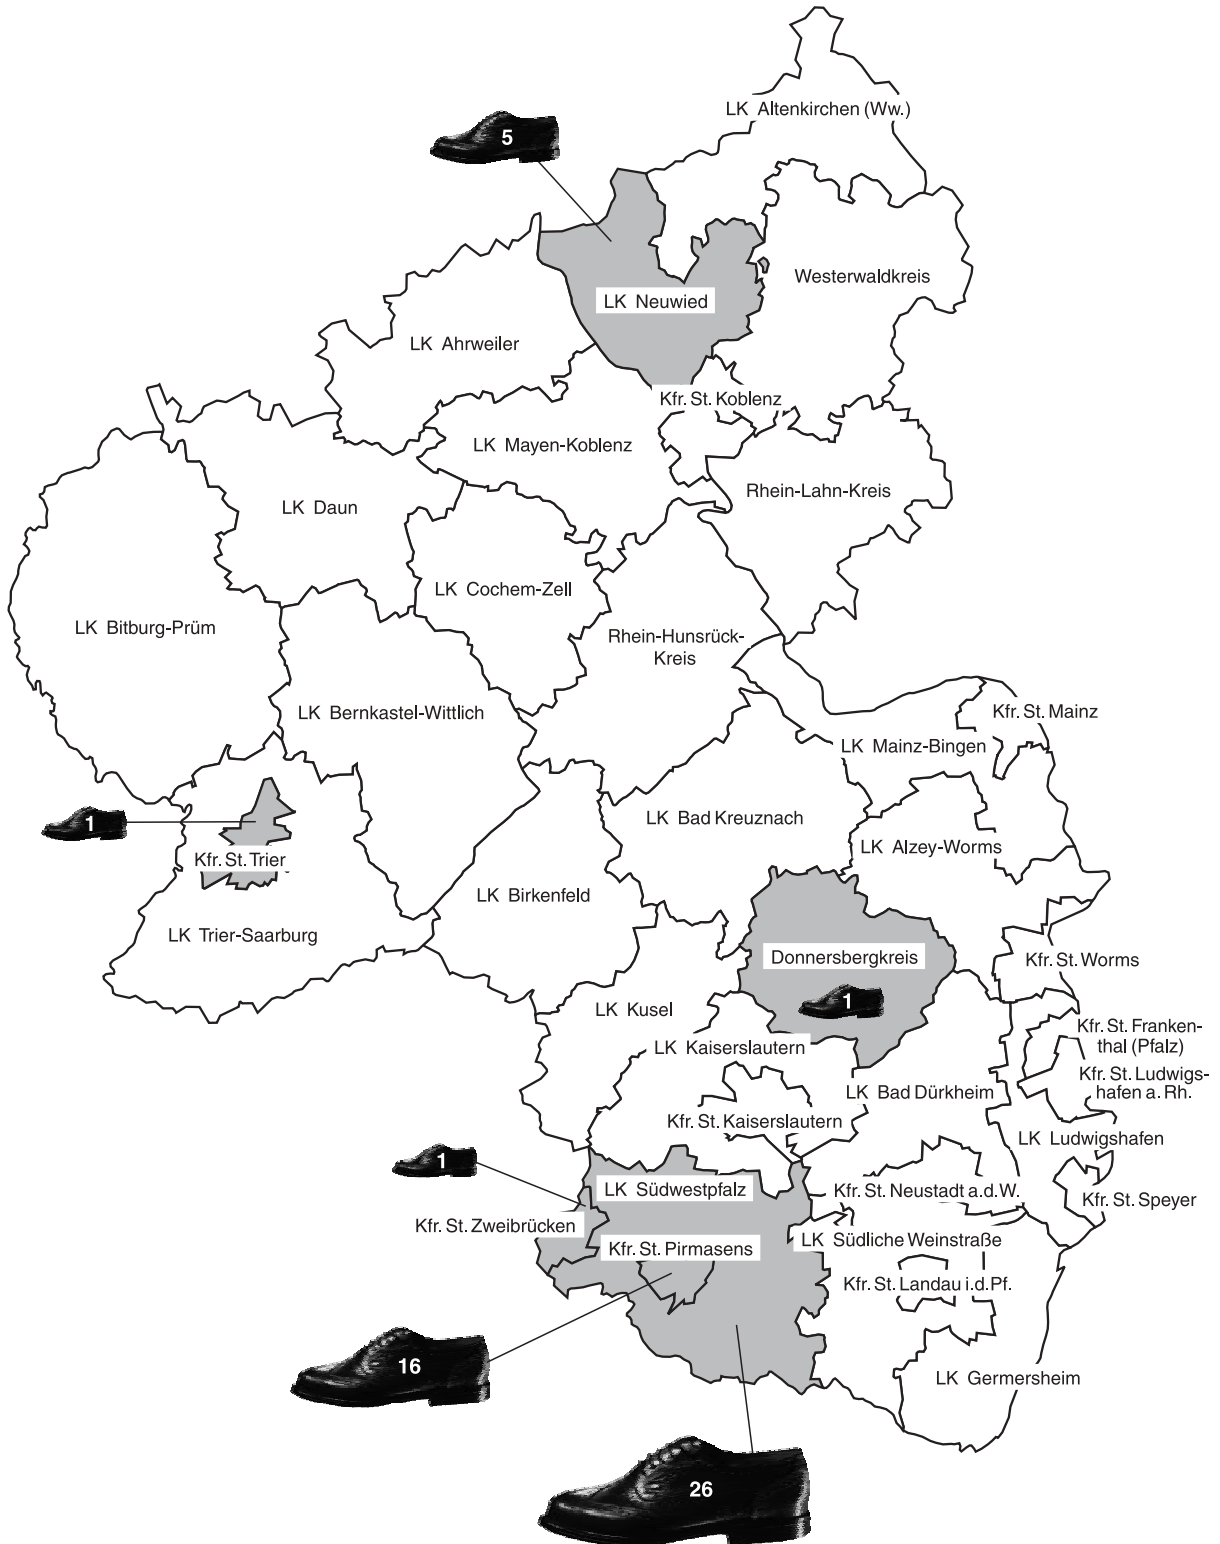 LK Altenkirchen (Ww.)
5
Westerwaldkreis
LK Neuwied
LK Ahrweiler
Kfr. St. Koblenz
LK Mayen-Koblenz
Rhein-Lahn-Kreis
LK Daun
LK Cochem-Zell
LK Bitburg-Prüm
Rhein-Hunsrück-
Kreis
LK Bernkastel-Wittlich
Kfr. St. Mainz
LK Mainz-Bingen
1
LK Bad Kreuznach
LK Alzey-Worms
Kfr. St. Trier
LK Birkenfeld
LK Trier-Saarburg
Donnersbergkreis
Kfr. St. Worms
1
LK Kusel
Kfr. St. Franken-
thal (Pfalz)
LK Kaiserslautern
Kfr. St. Ludwigs-
hafen a. Rh.
LK Bad Dürkheim
Kfr. St. Kaiserslautern
LK Ludwigshafen
1
LK Südwestpfalz
Kfr. St. Neustadt a.d.W.
Kfr. St. Speyer
Kfr. St. Zweibrücken
LK Südliche Weinstraße
Kfr. St. Pirmasens
Kfr. St. Landau i.d.Pf.
16
LK Germersheim
26